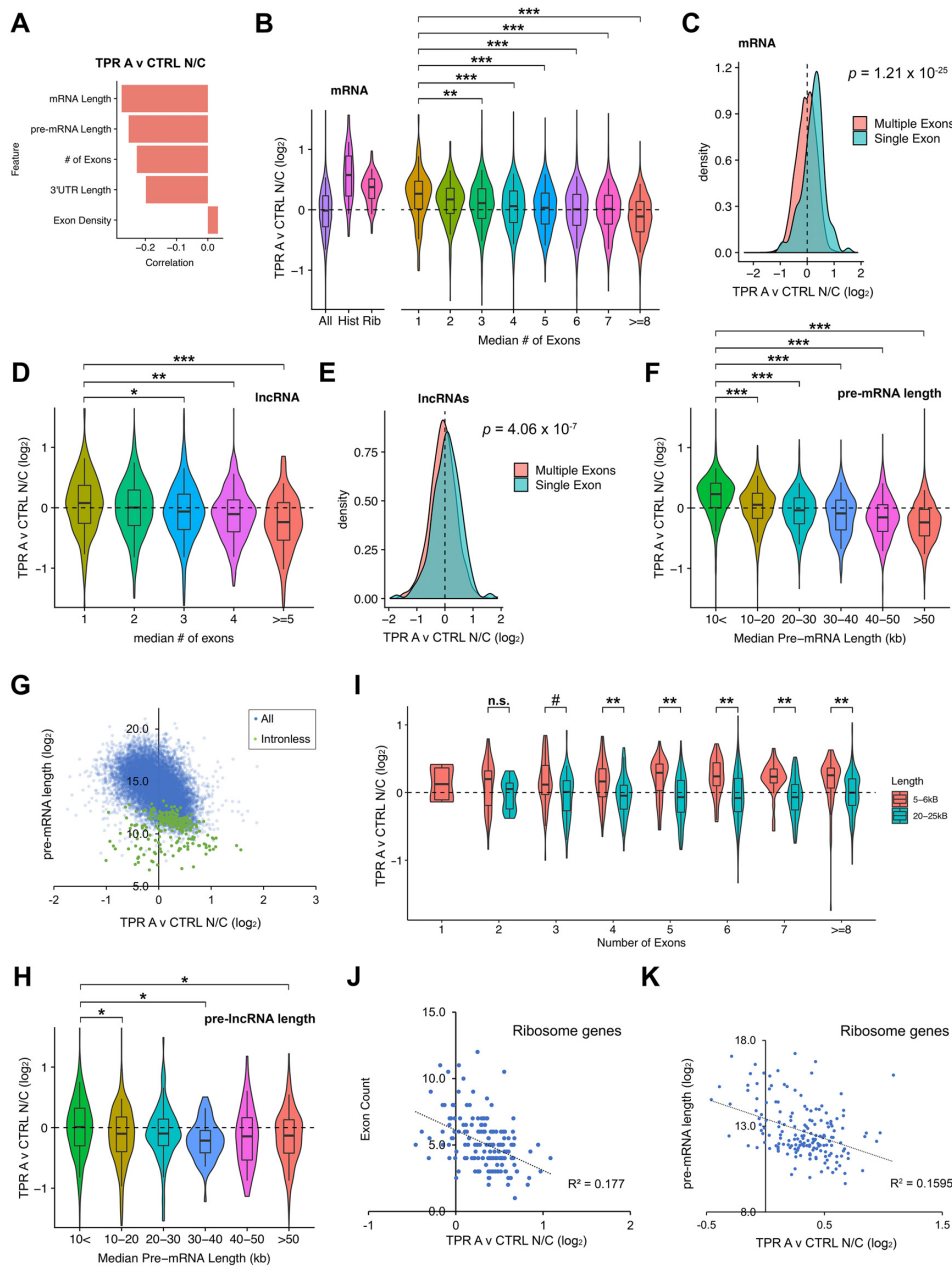 A
TPR A v CTRL N/C
Feature
mRNA Length
pre-mRNA Length
# of Exons
3'UTR Length
Exon Density
-0.2 -0.1 0.0
Correlation
B
mRNA
TPR A v CTRL N/C (log2)
1
0
−1
All Hist Rib
***
***
***
***
***
**
1 2 3 4 5 6 7 >=8
Median # of Exons
C
mRNA
p = 1.21 x 10-25
Multiple Exons
Single Exon
density
1.2
0.9
0.6
0.3
0.0
−2 −1 0 1 2
TPR A v CTRL N/C (log2)
D
lncRNA
***
**
*
TPR A v CTRL N/C (log2)
1
0
−1
1 2 3 4 >=5
median # of exons
E
lncRNAs
p = 4.06 x 10-7
Multiple Exons
Single Exon
density
0.75
0.50
0.25
0.00
−2 −1 0 1 2
TPR A v CTRL N/C (log2)
F
pre-mRNA length
***
***
***
***
***
TPR A v CTRL N/C (log2)
1
0
−1
10< 10−20 20−30 30−40 40−50 >50
Median Pre−mRNA Length (kb)
G
All
Intronless
pre-mRNA length (log2)
20.0
15.0
10.0
5.0
-2 -1 0 1 2 3
TPR A v CTRL N/C (log2)
I
n.s. # ** ** ** ** **
TPR A v CTRL N/C (log2)
1
0
−1
1 2 3 4 5 6 7 >=8
Number of Exons
Length
5−6kB
20−25kB
H
pre-lncRNA length
*
*
*
TPR A v CTRL N/C (log2)
1
0
−1
10< 10−20 20−30 30−40 40−50 >50
Median Pre−mRNA Length (kb)
J
Ribosome genes
Exon Count
15.0
10.0
5.0
0.0
R² = 0.177
-1 0 1 2
TPR A v CTRL N/C (log2)
K
Ribosome genes
pre-mRNA length (log2)
18.0
13.0
8.0
R² = 0.1595
-0.5 0.5 1.5
TPR A v CTRL N/C (log2)